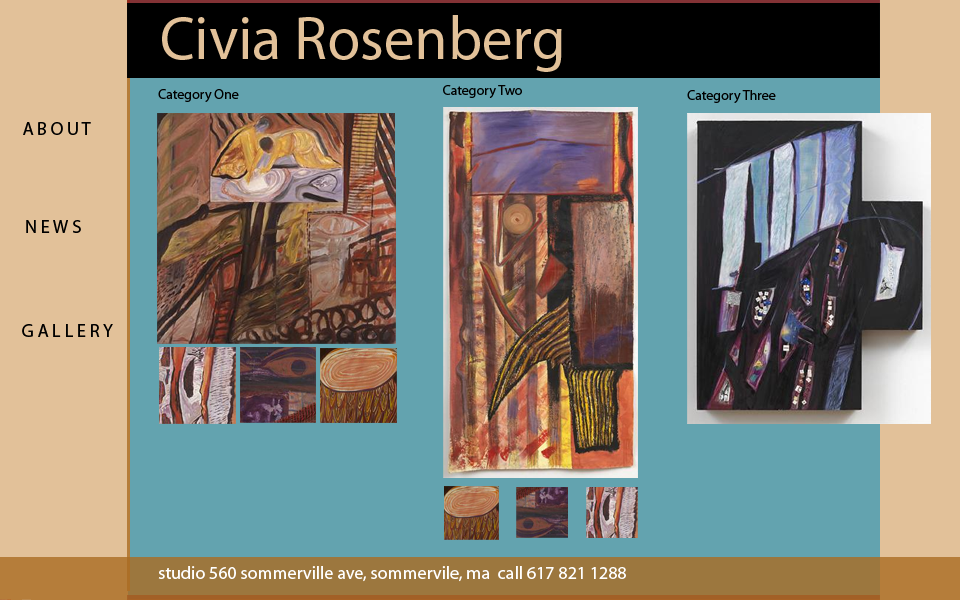 Civia Rosenberg
Category One
Category Two
Category Three
ABOUT
NEWS
GALLERY
studio 560 sommerville ave, sommervile, ma  call 617 821 1288